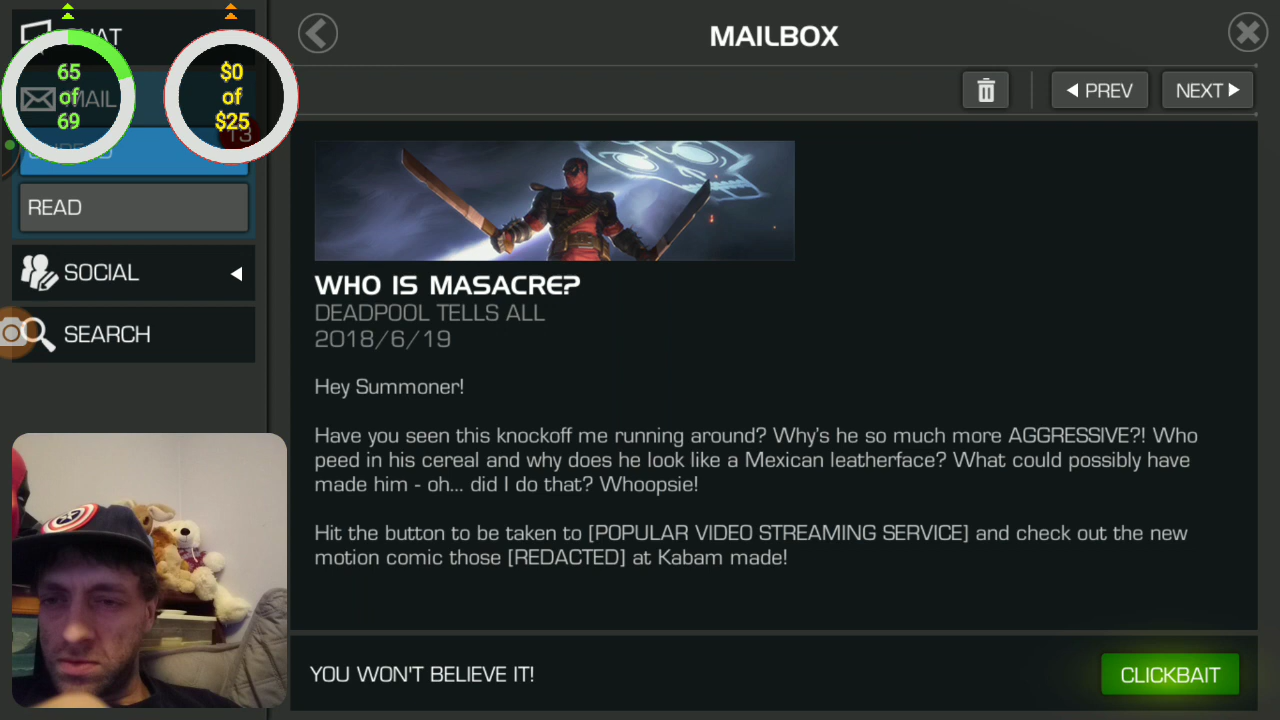 CHAT
65
of
69
$0
of
$25
MAIL
13
READ
SOCIAL
SEARCH
MAILBOX
PREV
NEXT
WHO IS MASACRE?
DEADPOOL TELLS ALL
2018/6/19
Hey Summoner!
Have you seen this knockoff me running around? Why's he so much more AGGRESSIVE?! Who
peed in his cereal and why does he look like a Mexican leatherface? What could possibly have
made him - oh... did I do that? Whoopsie!
Hit the button to be taken to [POPULAR VIDEO STREAMING SERVICE] and check out the new
motion comic those [REDACTED] at Kabam made!
YOU WON'T BELIEVE IT!
CLICKBAIT